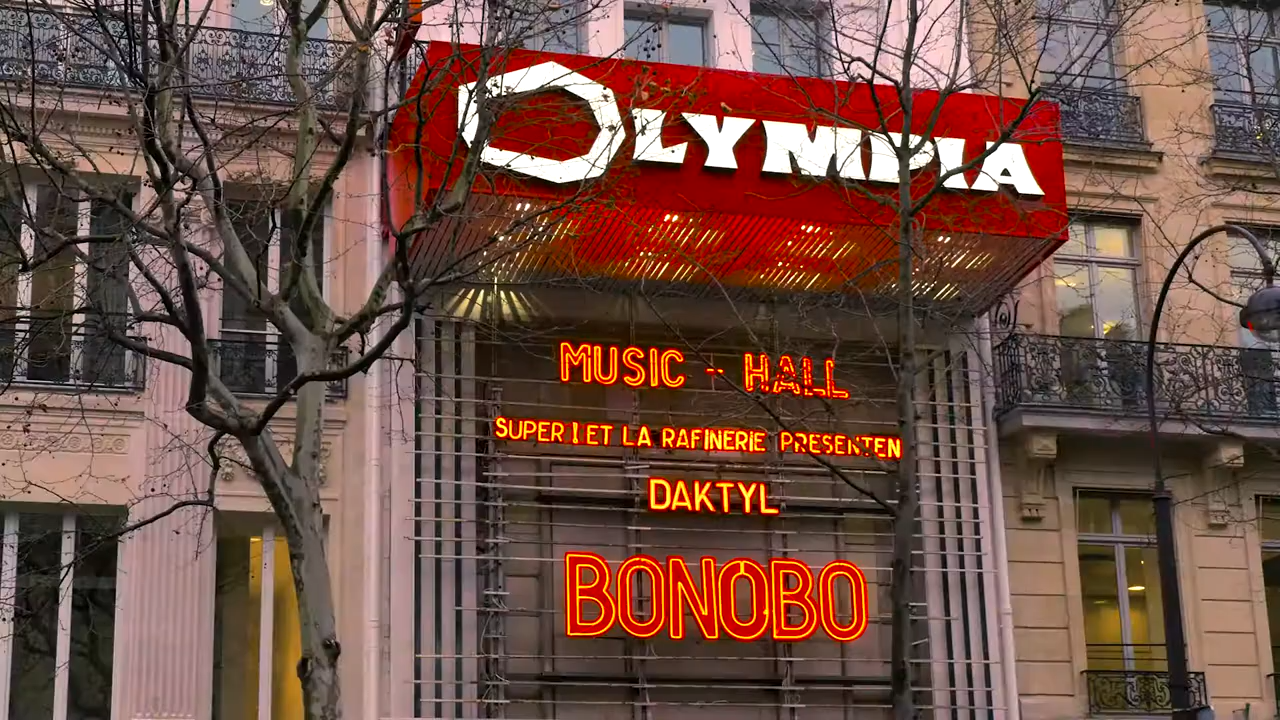 OLYMPIA
MUSIC - HALL
SUPER I ET LA RAFINERIE PRESENTEN
DAKTYL
BONOBO